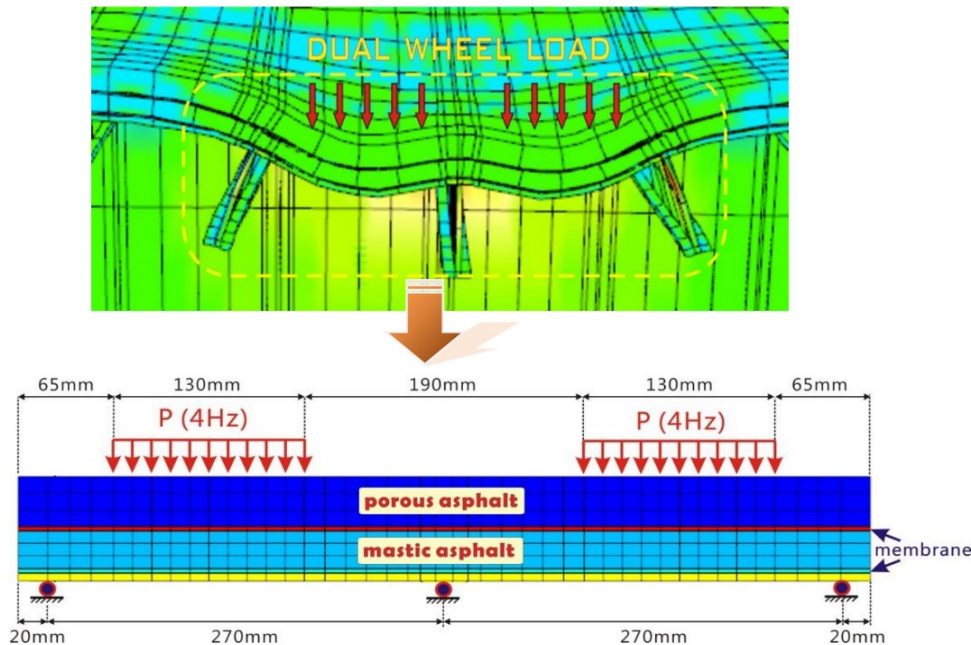 DUAL WHEEL LOAD
65mm 130mm 190mm 130mm 65mm
P (4Hz) P (4Hz)
porous asphalt
mastic asphalt
membrane
20mm 270mm 270mm 20mm